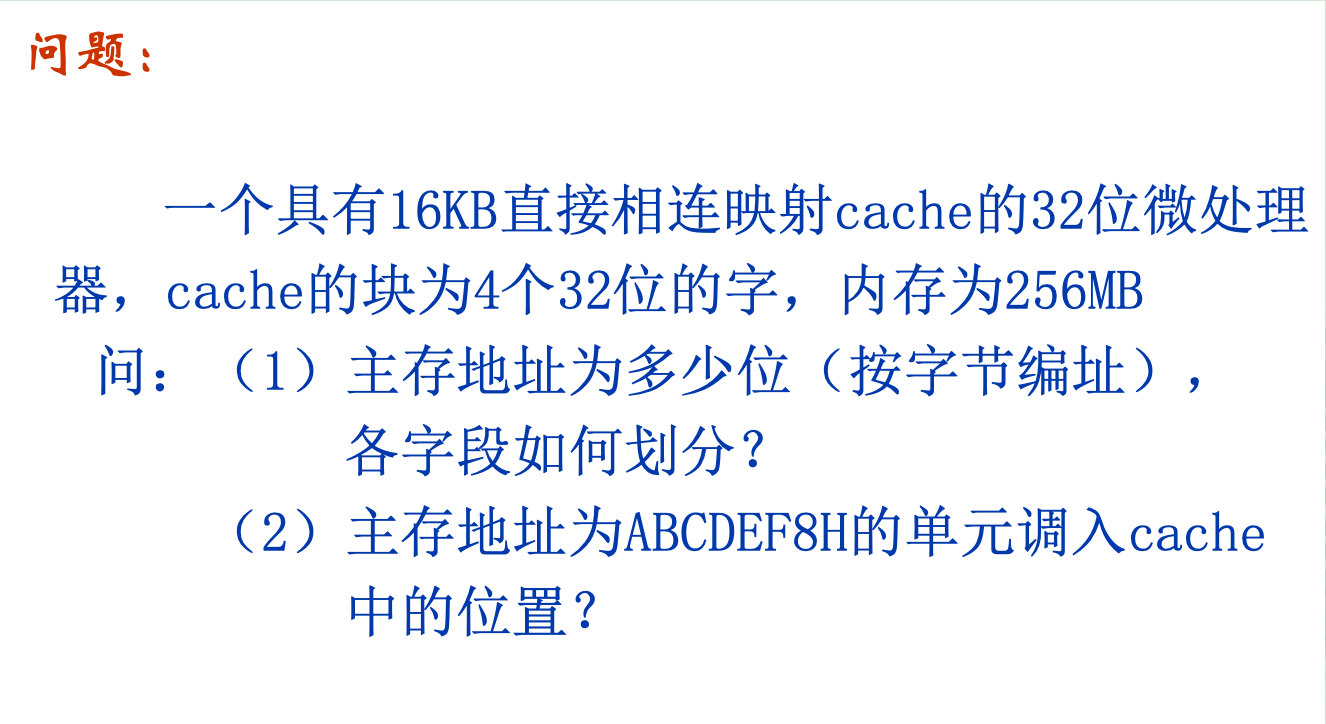 问题：
一个具有16KB直接相连映射cache的32位微处理
器，cache的块为4个32位的字，内存为256MB
问：（1）主存地址为多少位（按字节编址），
各字段如何划分？
（2）主存地址为ABCDEF8H的单元调入cache
中的位置？